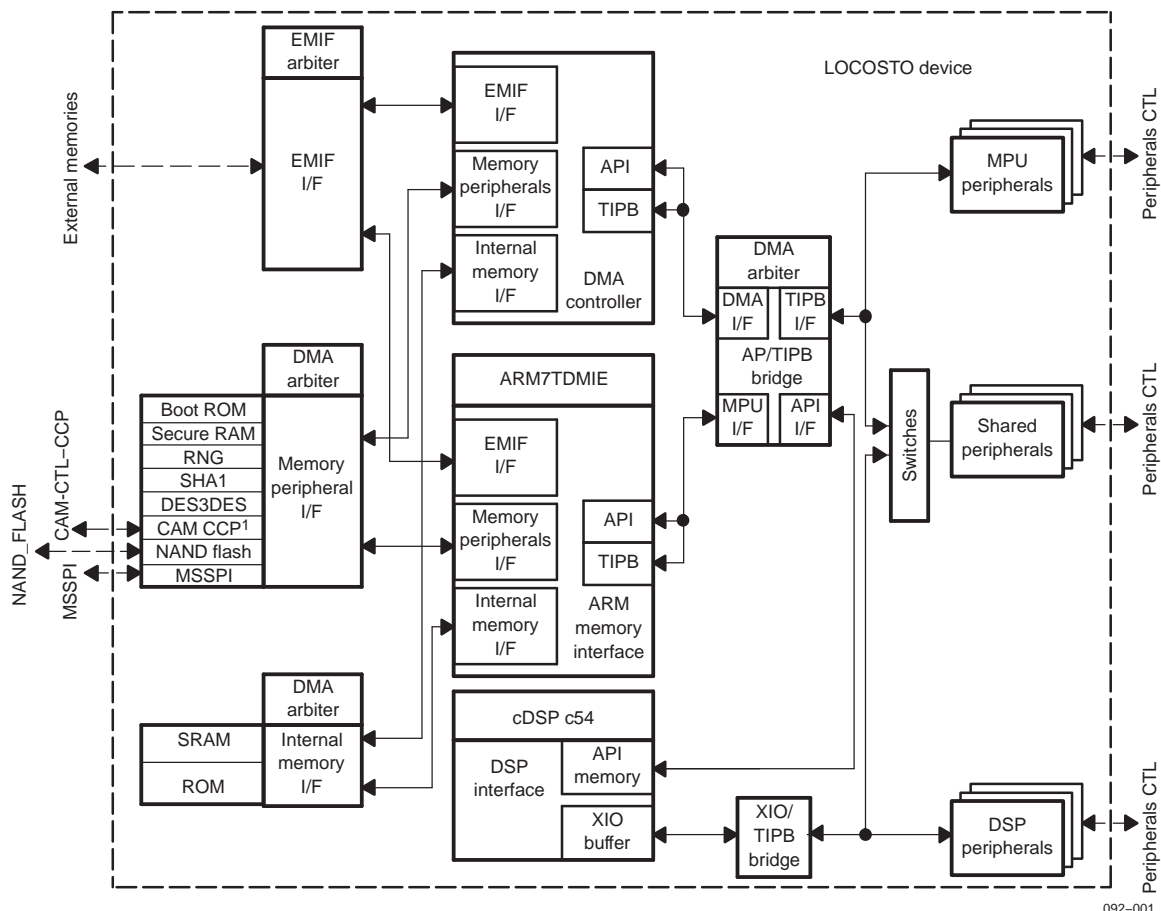 EMIF
arbiter
EMIF
I/F
External memories
EMIF
I/F
Memory
peripherals
I/F
Internal
memory
I/F
API
TIPB
DMA
controller
LOCOSTO device
MPU
peripherals
Peripherals CTL
DMA
arbiter
DMA
I/F
TIPB
I/F
AP/TIPB
bridge
MPU
I/F
API
I/F
Switches
Shared
peripherals
Peripherals CTL
DMA
arbiter
Boot ROM
Secure RAM
RNG
SHA1
DES3DES
CAM CCP1
NAND flash
MSSPI
Memory
peripheral
I/F
NAND_FLASH
CAM-CTL–CCP
MSSPI
ARM7TDMIE
EMIF
I/F
Memory
peripherals
I/F
Internal
memory
I/F
API
TIPB
ARM
memory
interface
DMA
arbiter
SRAM
ROM
Internal
memory
I/F
cDSP c54
DSP
interface
API
memory
XIO
buffer
XIO/
TIPB
bridge
DSP
peripherals
Peripherals CTL
092–001